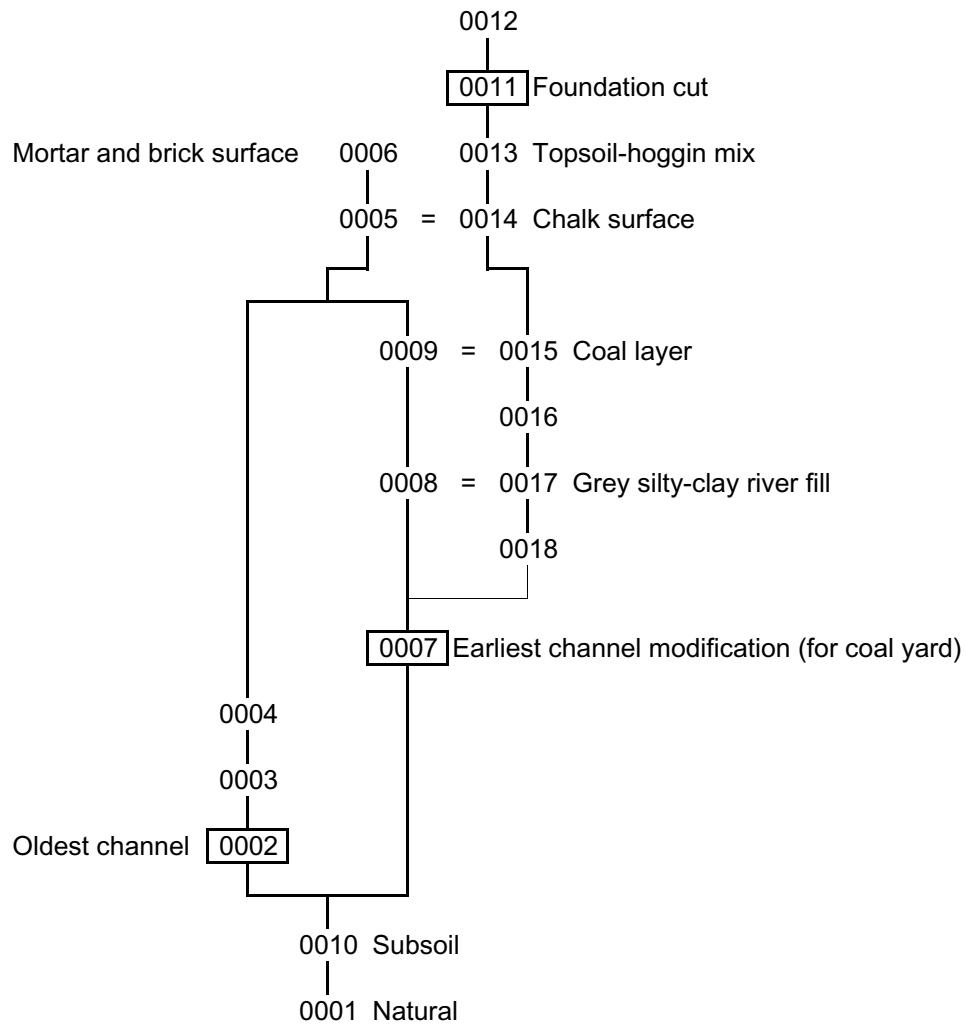 0012
0011 Foundation cut
Mortar and brick surface 0006 0013 Topsoil-hoggin mix
0005 = 0014 Chalk surface
0009 = 0015 Coal layer
0016
0008 = 0017 Grey silty-clay river fill
0018
0007 Earliest channel modification (for coal yard)
0004
0003
Oldest channel 0002
0010 Subsoil
0001 Natural